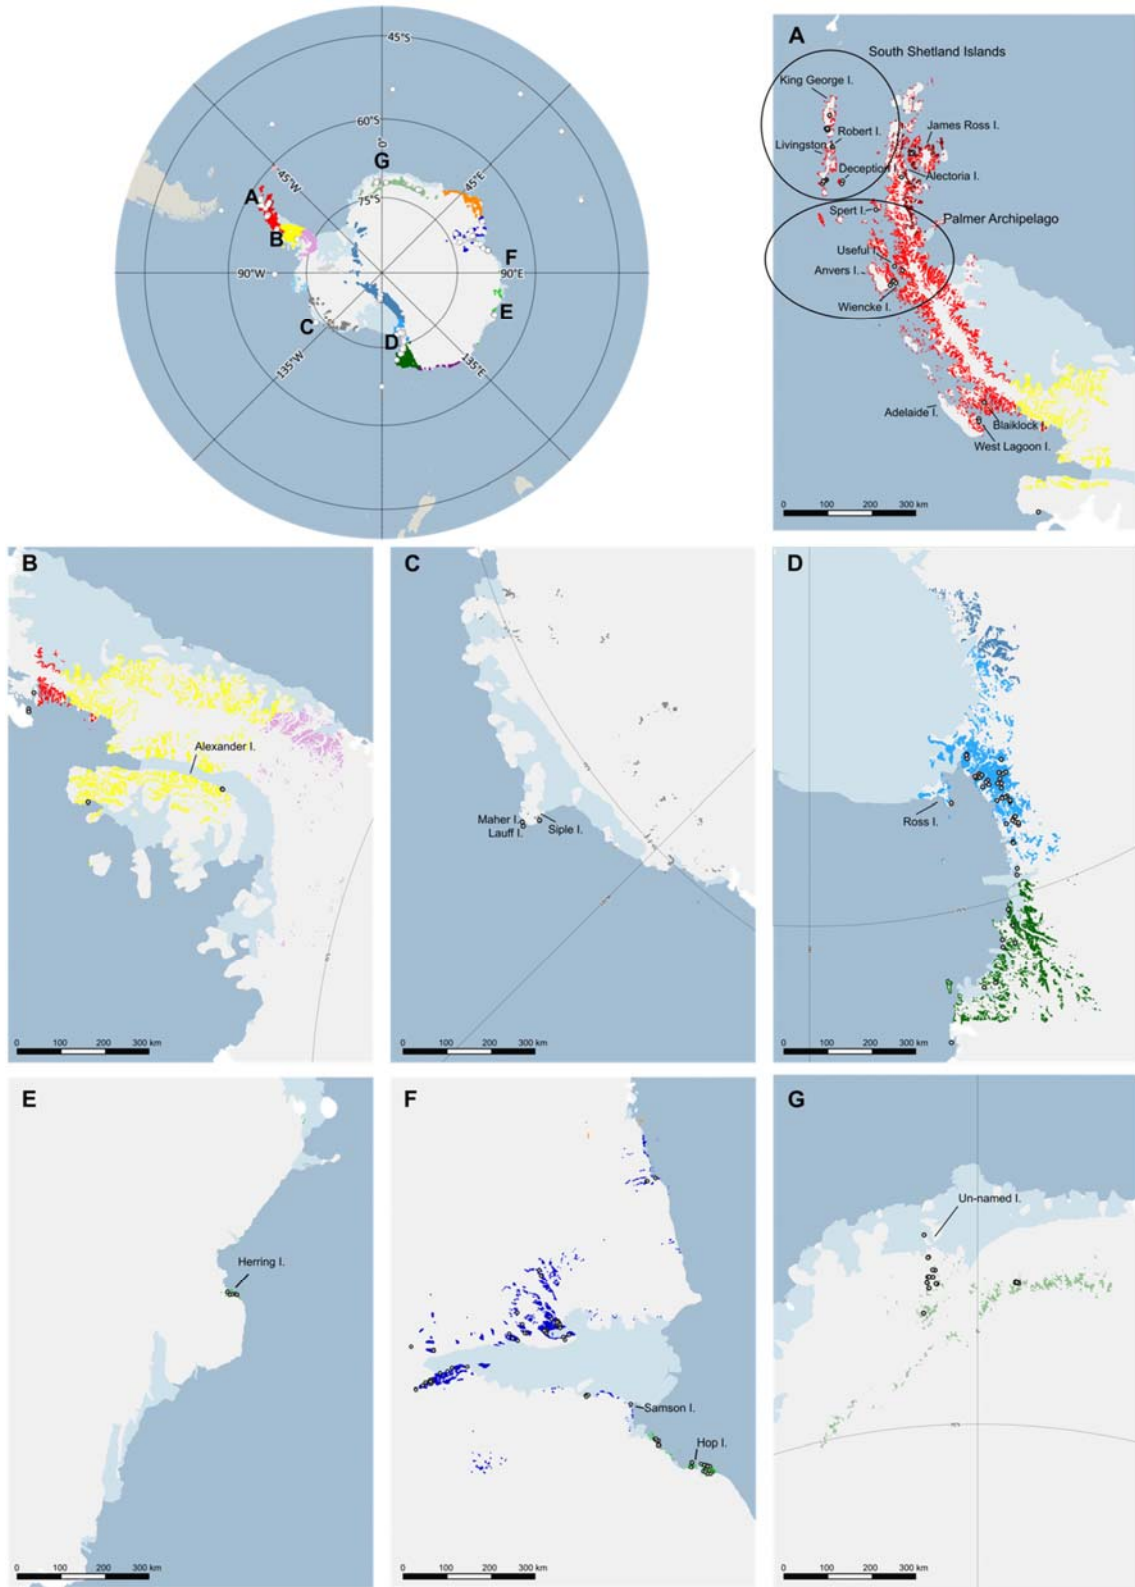 45°S
60°S
0°
G
75°S
45°W
45°E
A
B
F
90°W
90°E
E
C
D
135°W
135°E
A
South Shetland Islands
King George I.
Robert I.
James Ross I.
Livingston I.
Deception I.
Alectoria I.
Spert I.
Palmer Archipelago
Useful I.
Anvers I.
Wiencke I.
Adelaide I.
Blaiklock I.
West Lagoon I.
0 100 200 300 km
B
Alexander I.
0 100 200 300 km
C
Maher I.
Lauff I.
Siple I.
0 100 200 300 km
D
Ross I.
0 100 200 300 km
E
Herring I.
0 100 200 300 km
F
Samson I.
Hop I.
0 100 200 300 km
G
Un-named I.
0 100 200 300 km